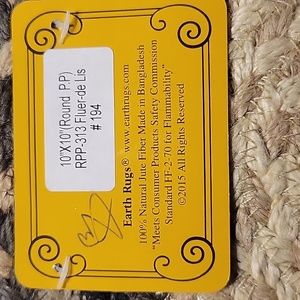 10"X10"(Round P.P)
RPP-313 Fluer-de Lis
#194
Earth Rugs® www.earthrugs.com
100% Natural Jute Fiber Made in Bangladesh
"Meets Consumer Products Safety Commission
Standard FF-2-70 for Flammability"
©2015 All Rights Reserved